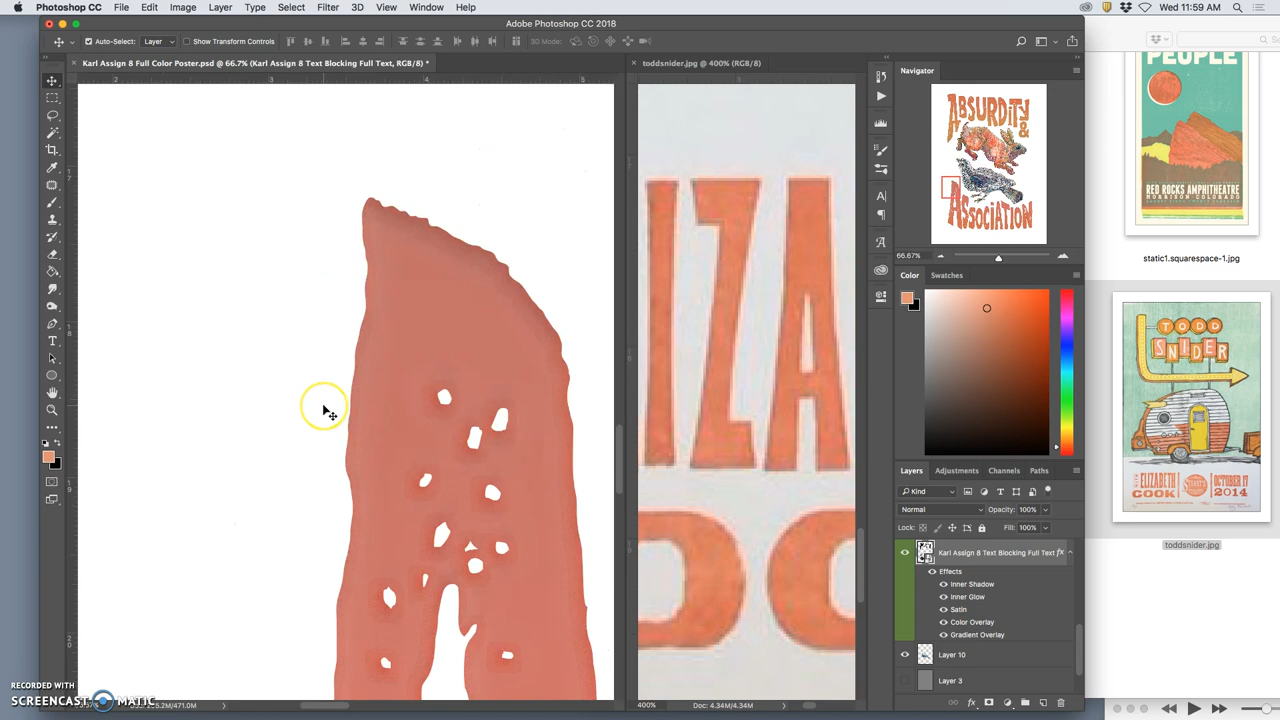 Photoshop CC File Edit Image Layer Type Select Filter 3D View Window Help
Wed 11:59 AM
Adobe Photoshop CC 2018
Auto-Select: Layer Show Transform Controls 3D Mode:
Karl Assign 8 Full Color Poster.psd @ 66.7% (Karl Assign 8 Text Blocking Full Text, RGB/8) *
toddsnider.jpg @ 400% (RGB/8)
Navigator
ABSURDITY &
ASSOCIATION
66.67%
Color Swatches
Layers Adjustments Channels Paths
Kind
Normal Opacity: 100%
Lock: Fill: 100%
Karl Assign 8 Text Blocking Full Text fx
Effects
Inner Shadow
Inner Glow
Satin
Color Overlay
Gradient Overlay
Layer 10
Layer 3
IZA
400% Doc: 4.34M/4.34M
RECORDED WITH
SCREENCAST MATIC
PEOPLE
RED ROCKS AMPHITHEATRE
static1.squarespace-1.jpg
TODD
SNIDER
ELIZABETH
COOK
OCTOBER 17
2014
toddsnider.jpg